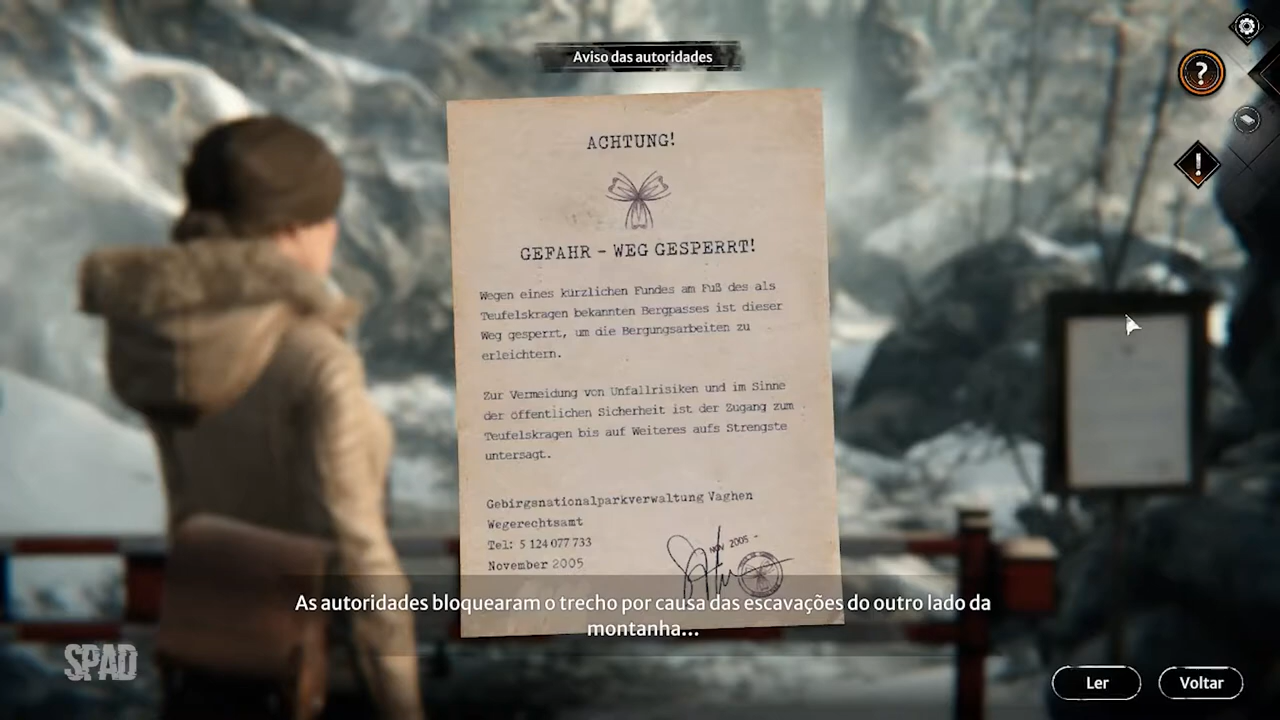 Aviso das autoridades
ACHTUNG!
GEFAHR – WEG GESPERRT!
Wegen eines kürzlichen Fundes am Fuß des als
Teufelskragen bekannten Bergpasses ist dieser
Weg gesperrt, um die Bergungsarbeiten zu
erleichtern.
Zur Vermeidung von Unfallrisiken und im Sinne
der öffentlichen Sicherheit ist der Zugang zum
Teufelskragen bis auf Weiteres aufs Strengste
untersagt.
Gebirgsnationalparkverwaltung Vaghen
Wegerechtsamt
Tel: 5 124 077 733
November 2005
NOV 2005 -
As autoridades bloquearam o trecho por causa das escavações do outro lado da
montanha...
SPAD
Ler
Voltar